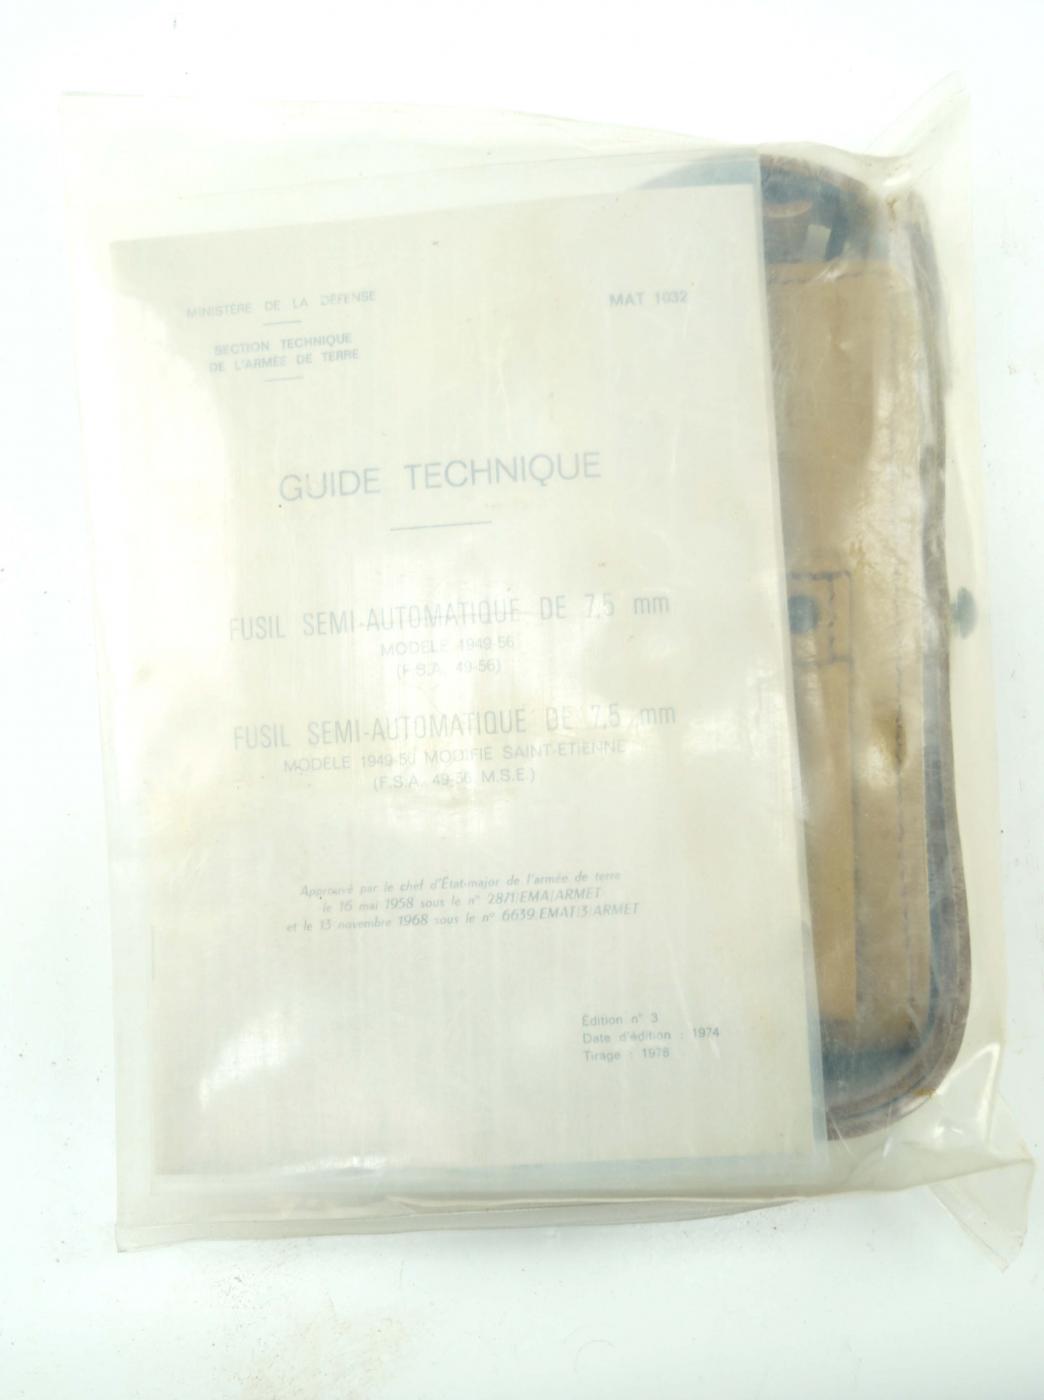 MINISTÈRE DE LA DÉFENSE
MAT 1032
SECTION TECHNIQUE
DE L'ARMÉE DE TERRE
GUIDE TECHNIQUE
FUSIL SEMI-AUTOMATIQUE DE 7,5 mm
MODÈLE 1949-56
(F.S.A. 49-56)
FUSIL SEMI-AUTOMATIQUE DE 7,5 mm
MODÈLE 1949-56 MODIFIÉ SAINT-ETIENNE
(F.S.A. 49-56 M.S.E.)
Approuvé par le chef d'État-major de l'armée de terre
le 16 mai 1958 sous le n° 2871/EMA/ARMET
et le 13 novembre 1968 sous le n° 6639/EMAT/3/ARMET
Édition n° 3
Date d'édition : 1974
Tirage : 1978